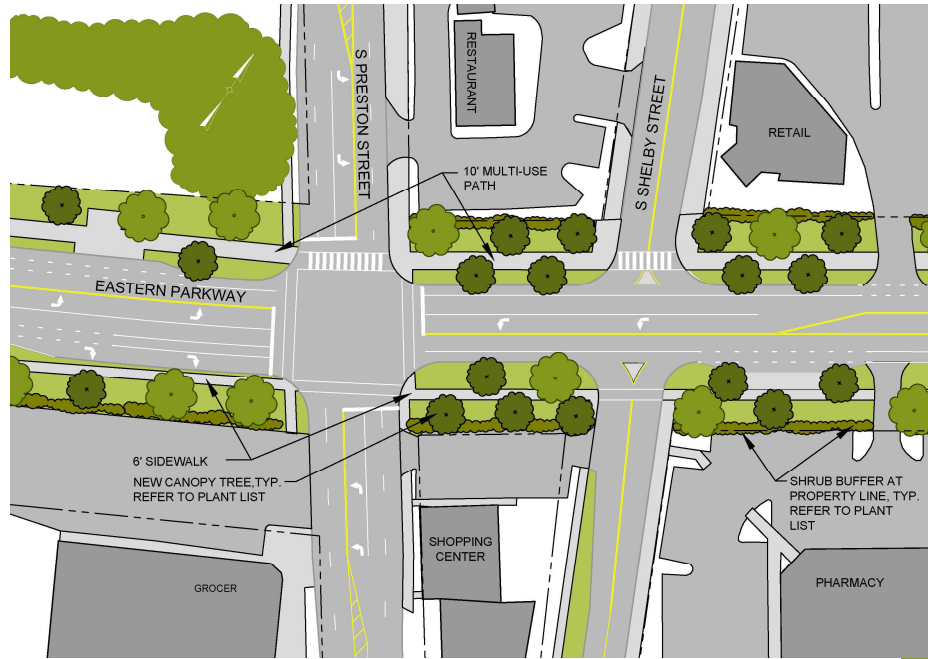 S PRESTON STREET
RESTAURANT
S SHELBY STREET
RETAIL
10' MULTI-USE
PATH
EASTERN PARKWAY
6' SIDEWALK
NEW CANOPY TREE,TYP.
REFER TO PLANT LIST
SHRUB BUFFER AT
PROPERTY LINE, TYP.
REFER TO PLANT
LIST
SHOPPING
CENTER
GROCER
PHARMACY